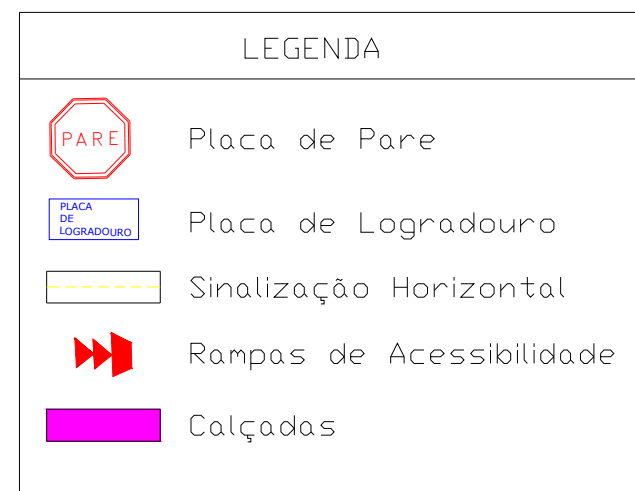 LEGENDA
PARE
Placa de Pare
PLACA
DE
LOGRADOURO
Placa de Logradouro
Sinalização Horizontal
Rampas de Acessibilidade
Calçadas